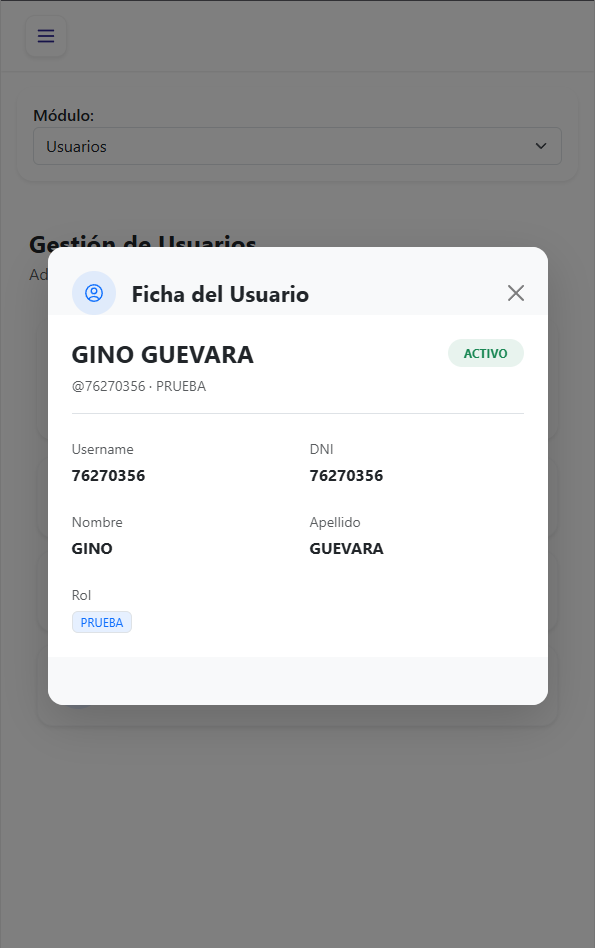 Módulo:
Usuarios
Gestión de Usuarios
Ad
Ficha del Usuario
GINO GUEVARA
ACTIVO
@76270356 · PRUEBA
Username
DNI
76270356
76270356
Nombre
Apellido
GINO
GUEVARA
Rol
PRUEBA